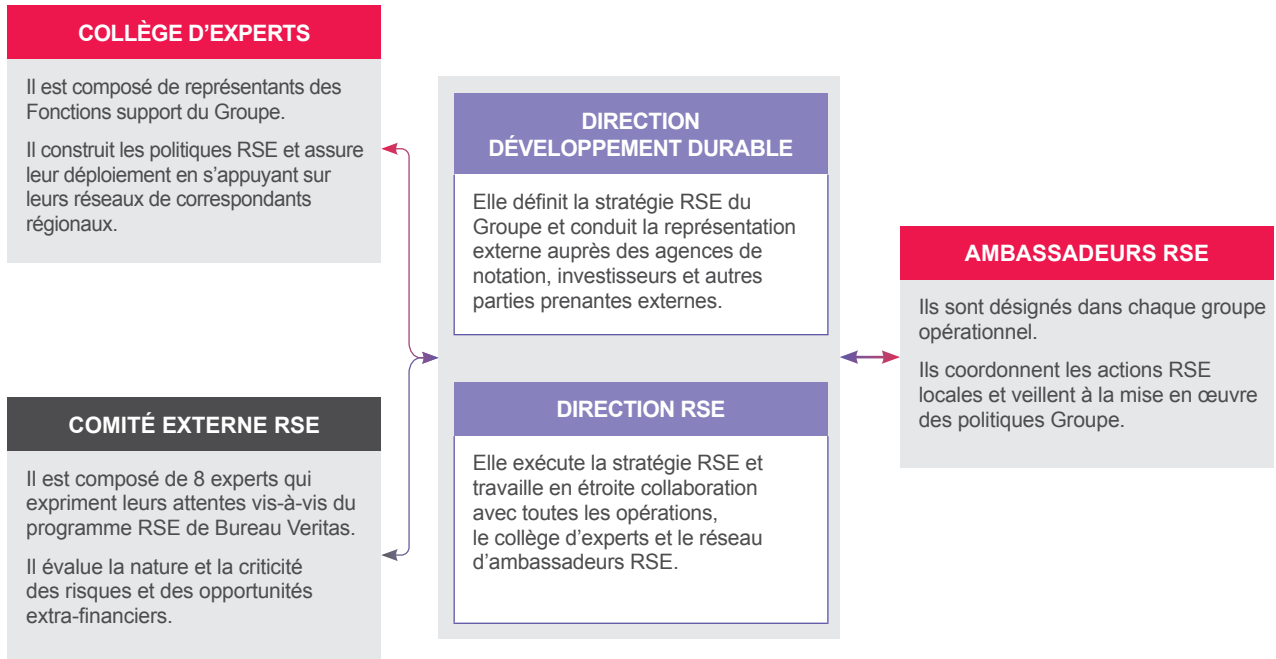 COLLÈGE D'EXPERTS
Il est composé de représentants des
Fonctions support du Groupe.
Il construit les politiques RSE et assure
leur déploiement en s'appuyant sur
leurs réseaux de correspondants
régionaux.
COMITÉ EXTERNE RSE
Il est composé de 8 experts qui
expriment leurs attentes vis-à-vis du
programme RSE de Bureau Veritas.
Il évalue la nature et la criticité
des risques et des opportunités
extra-financiers.
DIRECTION
DÉVELOPPEMENT DURABLE
Elle définit la stratégie RSE du
Groupe et conduit la représentation
externe auprès des agences de
notation, investisseurs et autres
parties prenantes externes.
DIRECTION RSE
Elle exécute la stratégie RSE et
travaille en étroite collaboration
avec toutes les opérations,
le collège d'experts et le réseau
d'ambassadeurs RSE.
AMBASSADEURS RSE
Ils sont désignés dans chaque groupe
opérationnel.
Ils coordonnent les actions RSE
locales et veillent à la mise en œuvre
des politiques Groupe.